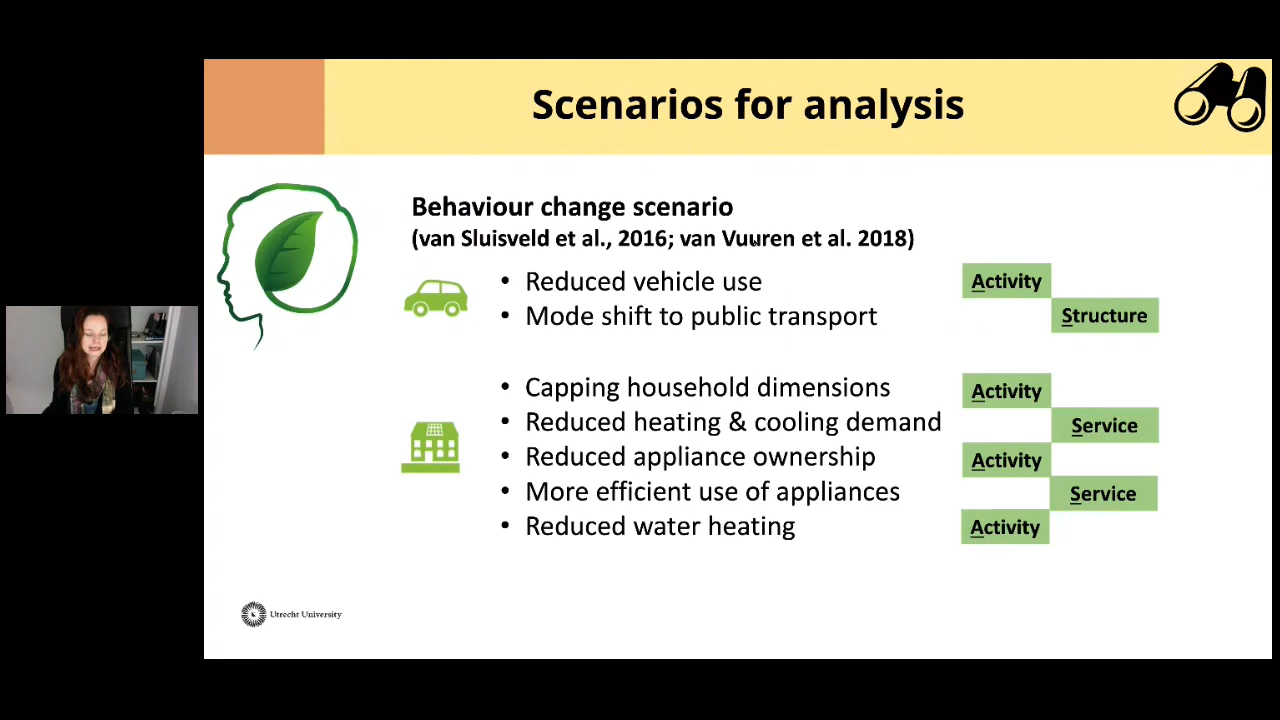 Scenarios for analysis
Behaviour change scenario
(van Sluisveld et al., 2016; van Vuuren et al. 2018)
• Reduced vehicle use Activity
• Mode shift to public transport Structure
• Capping household dimensions Activity
• Reduced heating & cooling demand Service
• Reduced appliance ownership Activity
• More efficient use of appliances Service
• Reduced water heating Activity
Utrecht University